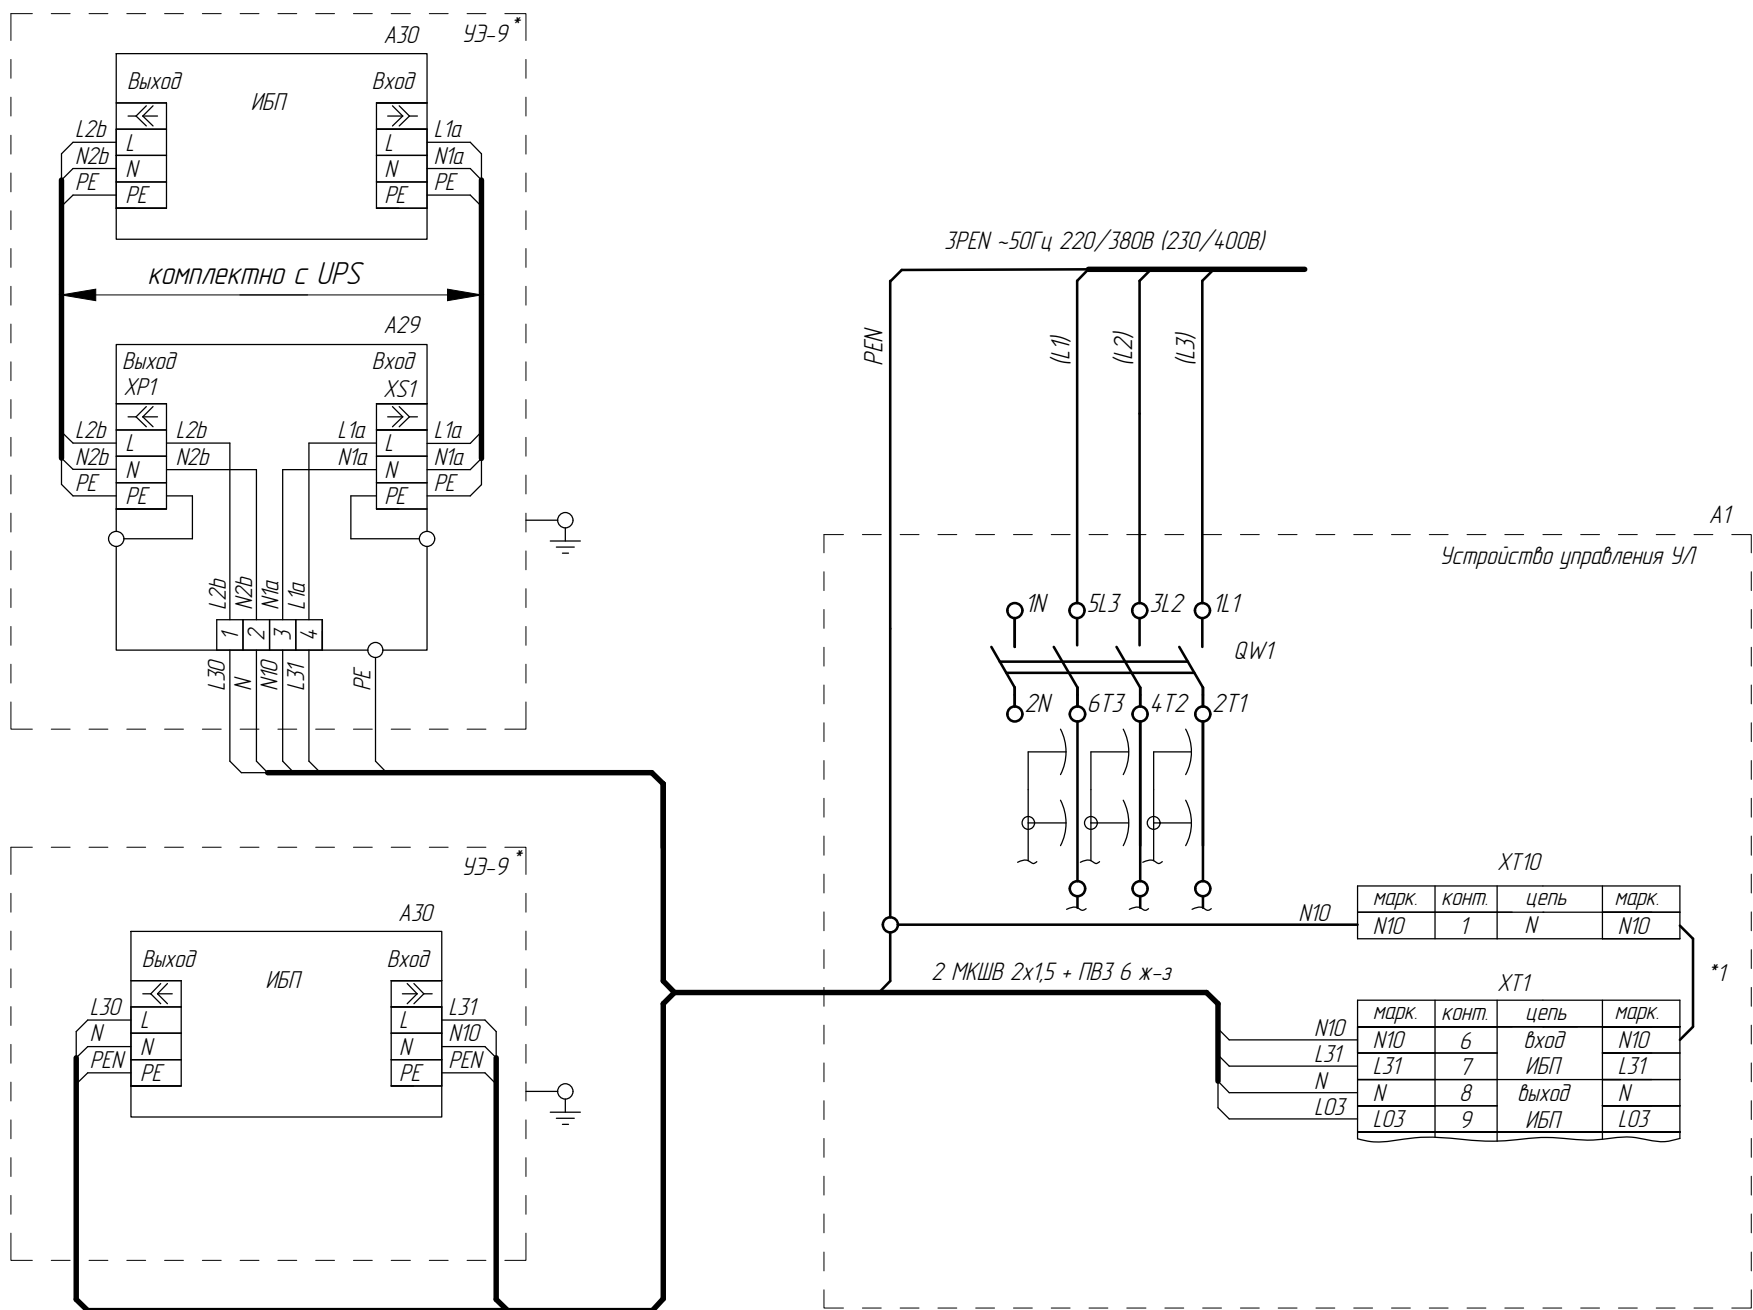 А30 УЭ-9*
Выход ИБП Вход
L2b L L L1a
N2b N N N1a
PE PE PE PE
комплектно с UPS
А29
Выход Вход
XP1 XS1
L2b L L2b L1a L L1a
N2b N N2b N1a N N1a
PE PE PE PE
L2b N2b N1a L1a
1 2 3 4
L30 N N10 L31 PE
3PEN ~50Гц 220/380В (230/400В)
PEN (L1) (L2) (L3)
А1
Устройство управления УЛ
1N 5L3 3L2 1L1
QW1
2N 6T3 4T2 2T1
XT10
марк. конт. цепь марк.
N10 N10 1 N N10
*1
2 МКШВ 2х1,5 + ПВ3 6 ж-з
XT1
марк. конт. цепь марк.
N10 N10 6 вход N10
L31 L31 7 ИБП L31
N N 8 выход N
L03 L03 9 ИБП L03
УЭ-9*
А30
Выход ИБП Вход
L30 L L L31
N N N N10
PEN PE PE PEN